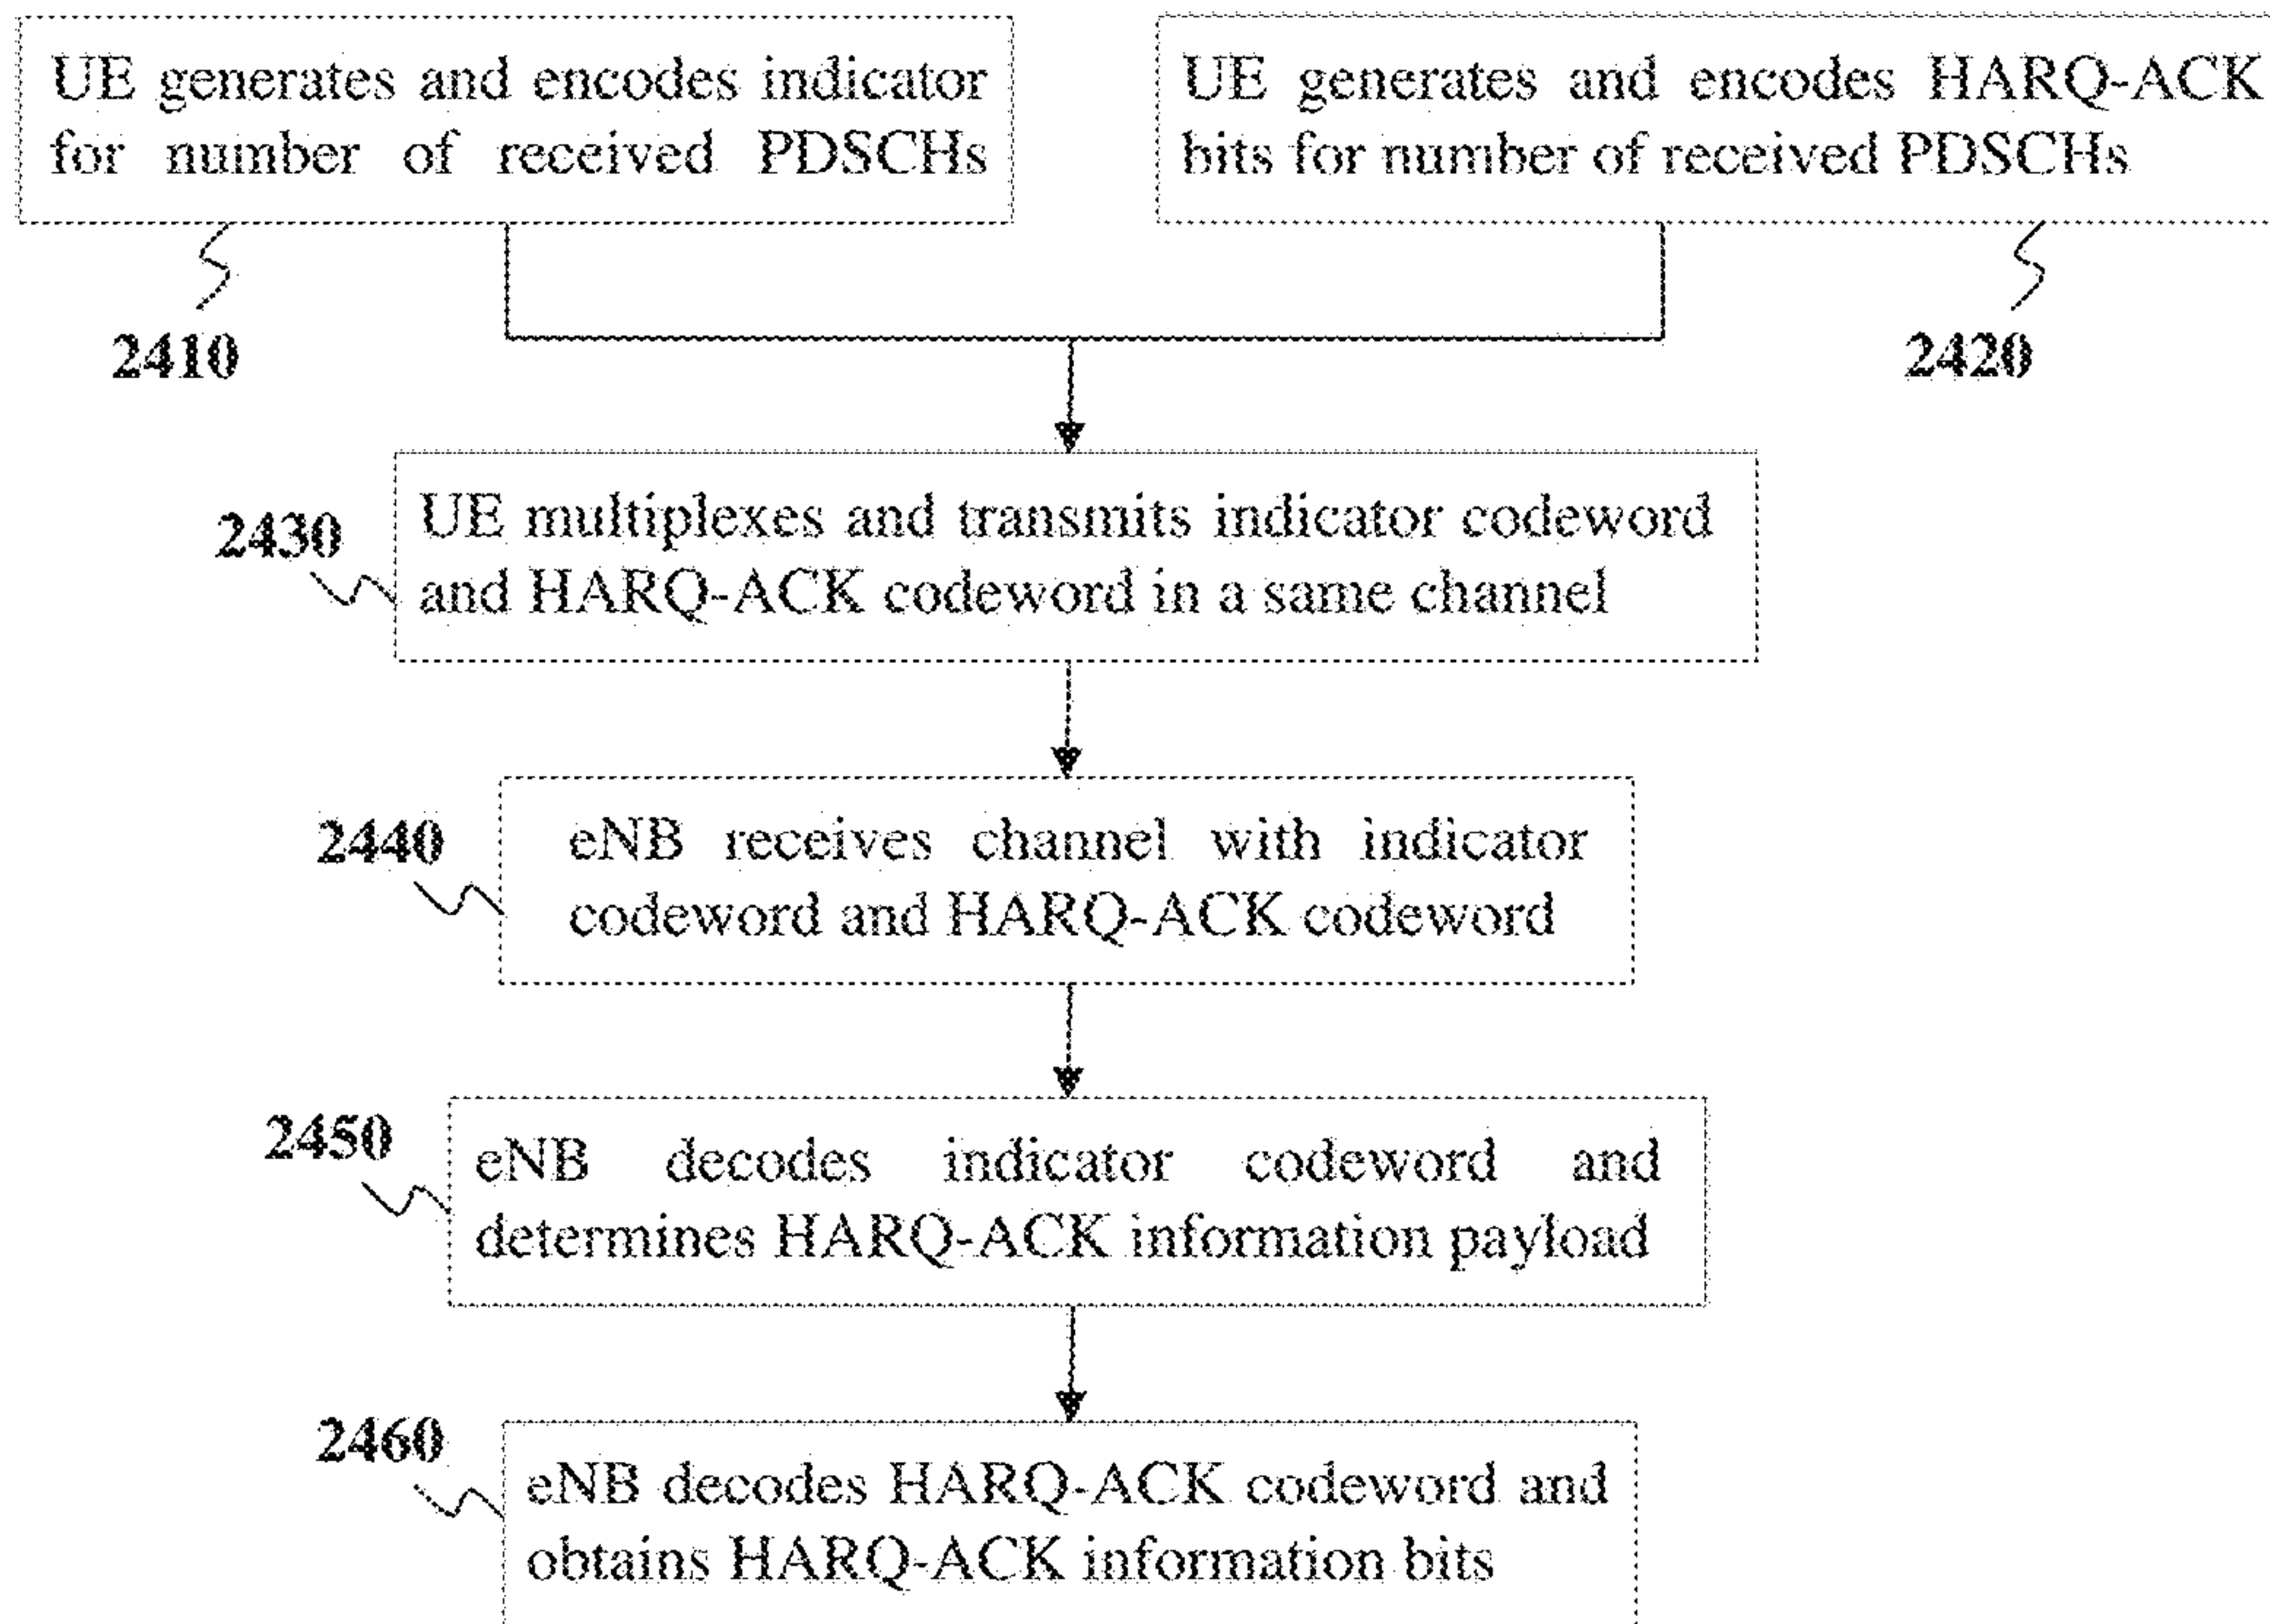 UE generates and encodes indicator
for number of received PDSCHs
UE generates and encodes HARQ-ACK
bits for number of received PDSCHs
2410
2420
2430
UE multiplexes and transmits indicator codeword
and HARQ-ACK codeword in a same channel
2440
eNB receives channel with indicator
codeword and HARQ-ACK codeword
2450
eNB decodes indicator codeword and
determines HARQ-ACK information payload
2460
eNB decodes HARQ-ACK codeword and
obtains HARQ-ACK information bits